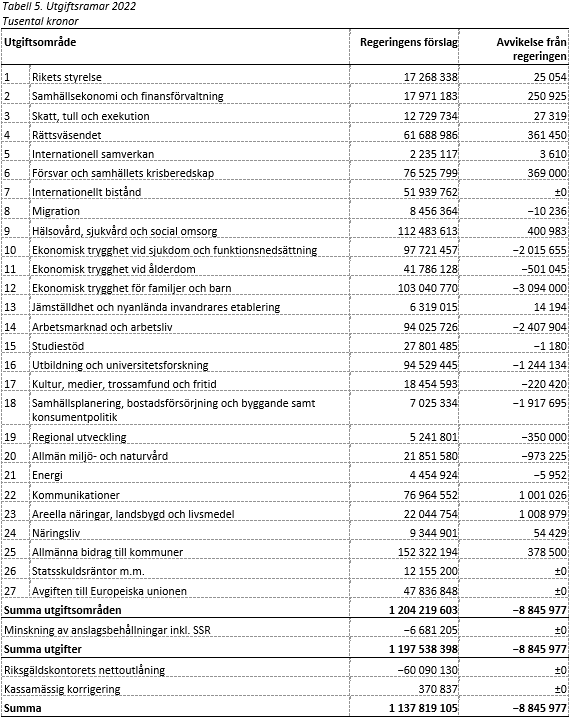 Tabell 5. Utgiftsramar 2022
Tusental kronor
Utgiftsområde Regeringens förslag Avvikelse från
regeringen
1 Rikets styrelse 17 268 338 25 054
2 Samhällsekonomi och finansförvaltning 17 971 183 250 925
3 Skatt, tull och exekution 12 729 734 27 319
4 Rättsväsendet 61 688 986 361 450
5 Internationell samverkan 2 235 117 3 610
6 Försvar och samhällets krisberedskap 76 525 799 369 000
7 Internationellt bistånd 51 939 762 ±0
8 Migration 8 456 364 −10 236
9 Hälsovård, sjukvård och social omsorg 112 483 613 400 983
10 Ekonomisk trygghet vid sjukdom och funktionsnedsättning 97 721 457 −2 015 655
11 Ekonomisk trygghet vid ålderdom 41 786 128 −501 045
12 Ekonomisk trygghet för familjer och barn 103 040 770 −3 094 000
13 Jämställdhet och nyanlända invandrares etablering 6 319 015 14 194
14 Arbetsmarknad och arbetsliv 94 025 726 −2 407 904
15 Studiestöd 27 801 485 −1 180
16 Utbildning och universitetsforskning 94 529 445 −1 244 134
17 Kultur, medier, trossamfund och fritid 18 454 593 −220 420
18 Samhällsplanering, bostadsförsörjning och byggande samt 7 025 334 −1 917 695
konsumentpolitik
19 Regional utveckling 5 241 801 −350 000
20 Allmän miljö- och naturvård 21 851 580 −973 225
21 Energi 4 454 924 −5 952
22 Kommunikationer 76 964 552 1 001 026
23 Areella näringar, landsbygd och livsmedel 22 044 754 1 008 979
24 Näringsliv 9 344 901 54 429
25 Allmänna bidrag till kommuner 152 322 194 378 500
26 Statsskuldsräntor m.m. 12 155 200 ±0
27 Avgiften till Europeiska unionen 47 836 848 ±0
Summa utgiftsområden 1 204 219 603 −8 845 977
Minskning av anslagsbehållningar inkl. SSR −6 681 205 ±0
Summa utgifter 1 197 538 398 −8 845 977
Riksgäldskontorets nettoutlåning −60 090 130 ±0
Kassamässig korrigering 370 837 ±0
Summa 1 137 819 105 −8 845 977